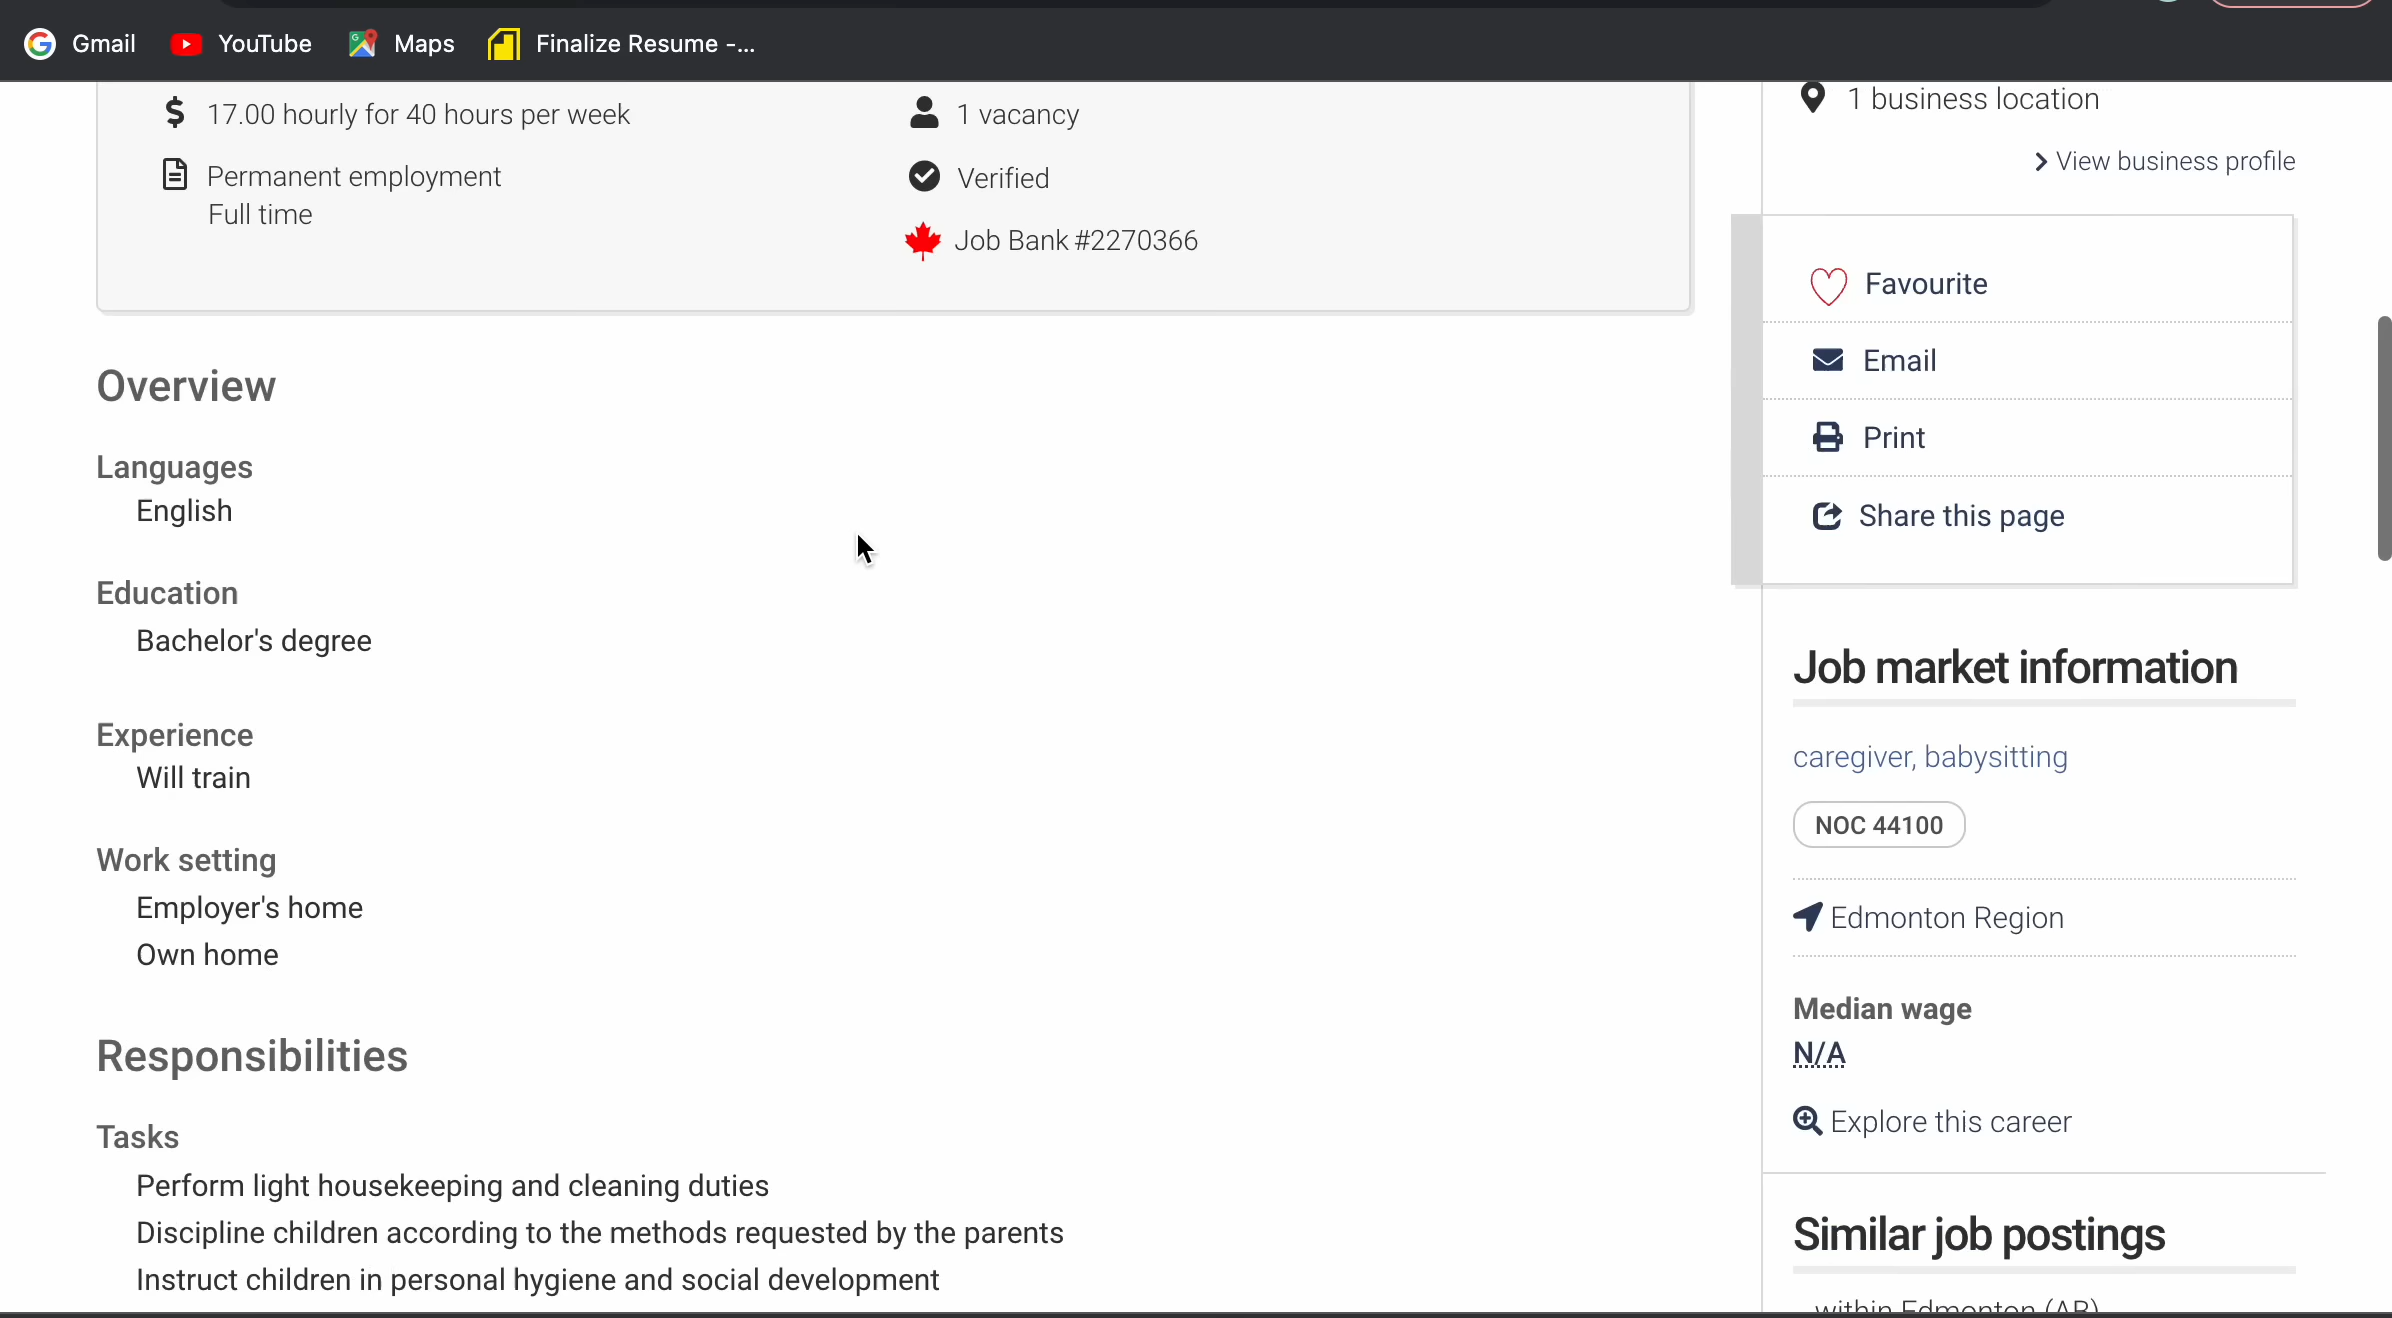 Gmail
YouTube
Maps
Finalize Resume -...
17.00 hourly for 40 hours per week
Permanent employment
Full time
1 vacancy
Verified
Job Bank #2270366
Overview
Languages
English
Education
Bachelor's degree
Experience
Will train
Work setting
Employer's home
Own home
Responsibilities
Tasks
Perform light housekeeping and cleaning duties
Discipline children according to the methods requested by the parents
Instruct children in personal hygiene and social development
1 business location
View business profile
Favourite
Email
Print
Share this page
Job market information
caregiver, babysitting
NOC 44100
Edmonton Region
Median wage
N/A
Explore this career
Similar job postings
within Edmonton (AB)